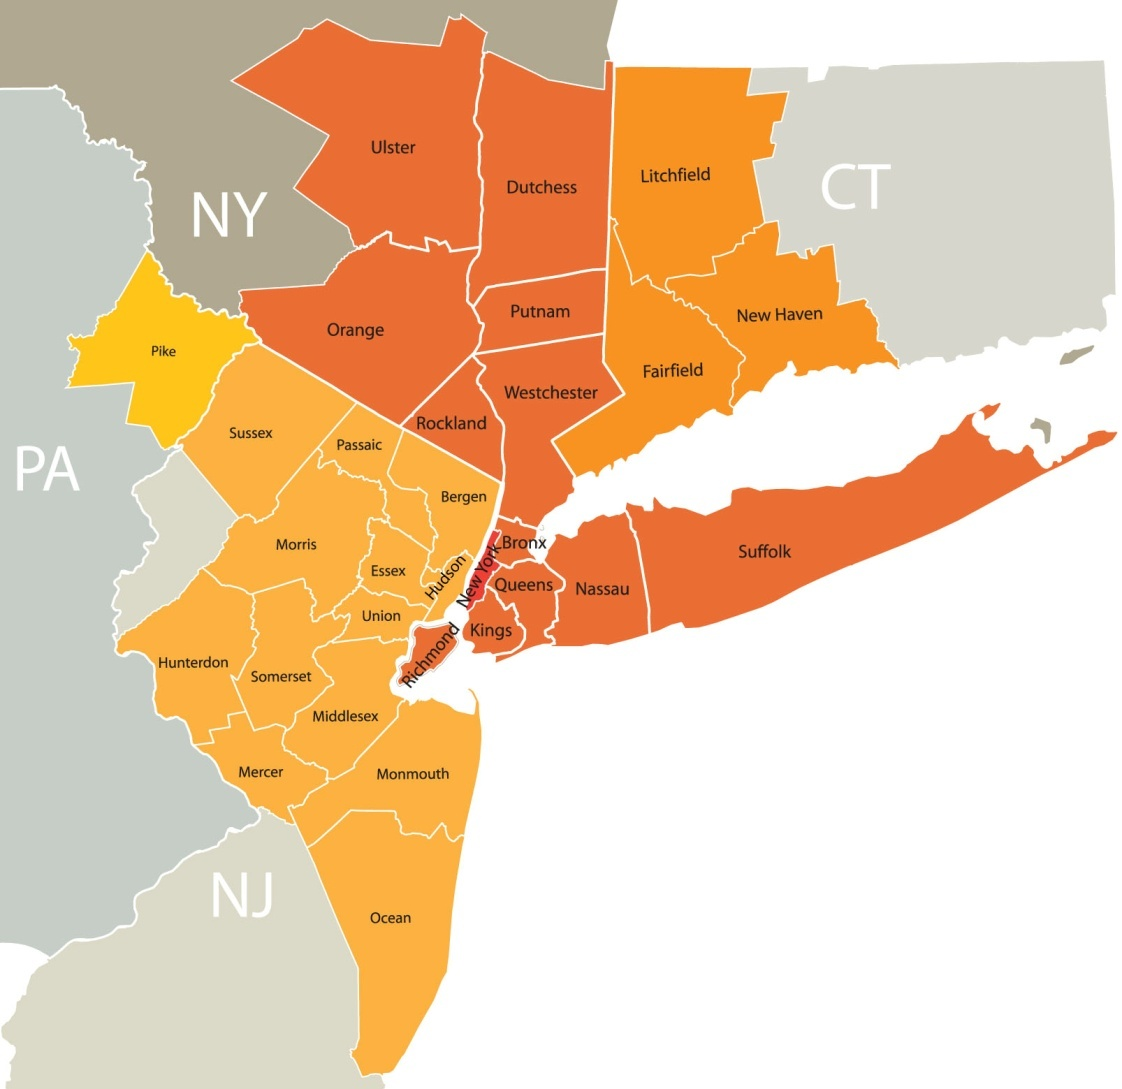 Ulster
Litchfield
Dutchess
CT
NY
Putnam
New Haven
Orange
Pike
Fairfield
Westchester
Rockland
Sussex
Passaic
PA
Bergen
Morris
Bronx
Suffolk
Essex
Hudson
New York
Queens
Nassau
Union
Kings
Richmond
Hunterdon
Somerset
Middlesex
Mercer
Monmouth
NJ
Ocean